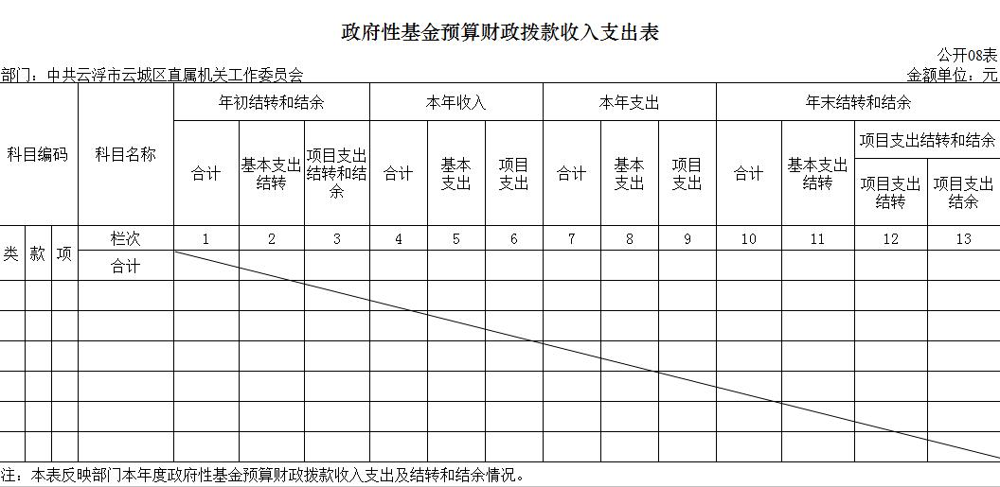 政府性基金预算财政拨款收入支出表
公开08表
部门：中共云浮市云城区直属机关工作委员会 金额单位：元
科目编码 科目名称 年初结转和结余 本年收入 本年支出 年末结转和结余
合计 基本支出结转 项目支出结转和结余 合计 基本支出 项目支出 合计 基本支出 项目支出 合计 基本支出结转 项目支出结转和结余
项目支出结转 项目支出结余
类 款 项 栏次 1 2 3 4 5 6 7 8 9 10 11 12 13
合计
注：本表反映部门本年度政府性基金预算财政拨款收入支出及结转和结余情况。